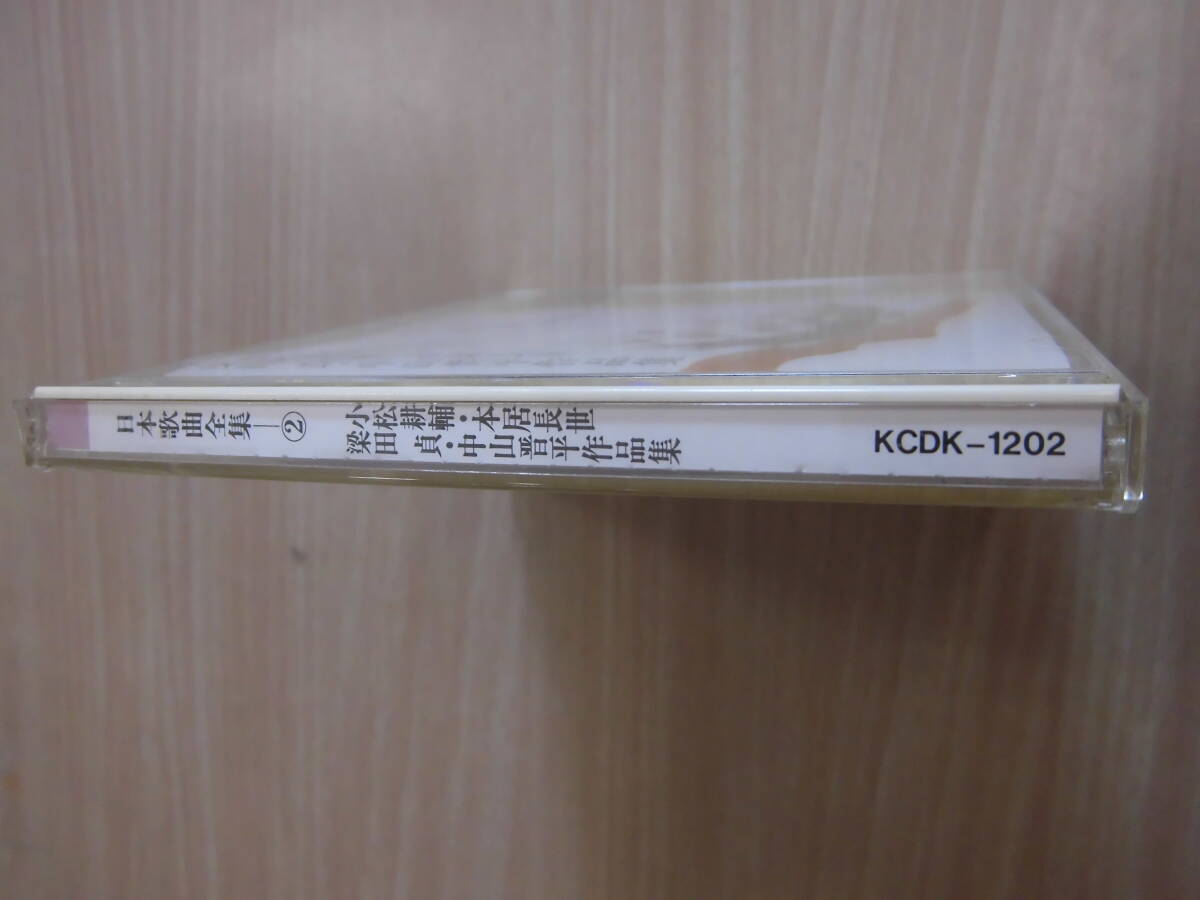 日本歌曲全集―②
小松耕輔・本居長世
梁田 貞・中山晋平作品集
KCDK-1202